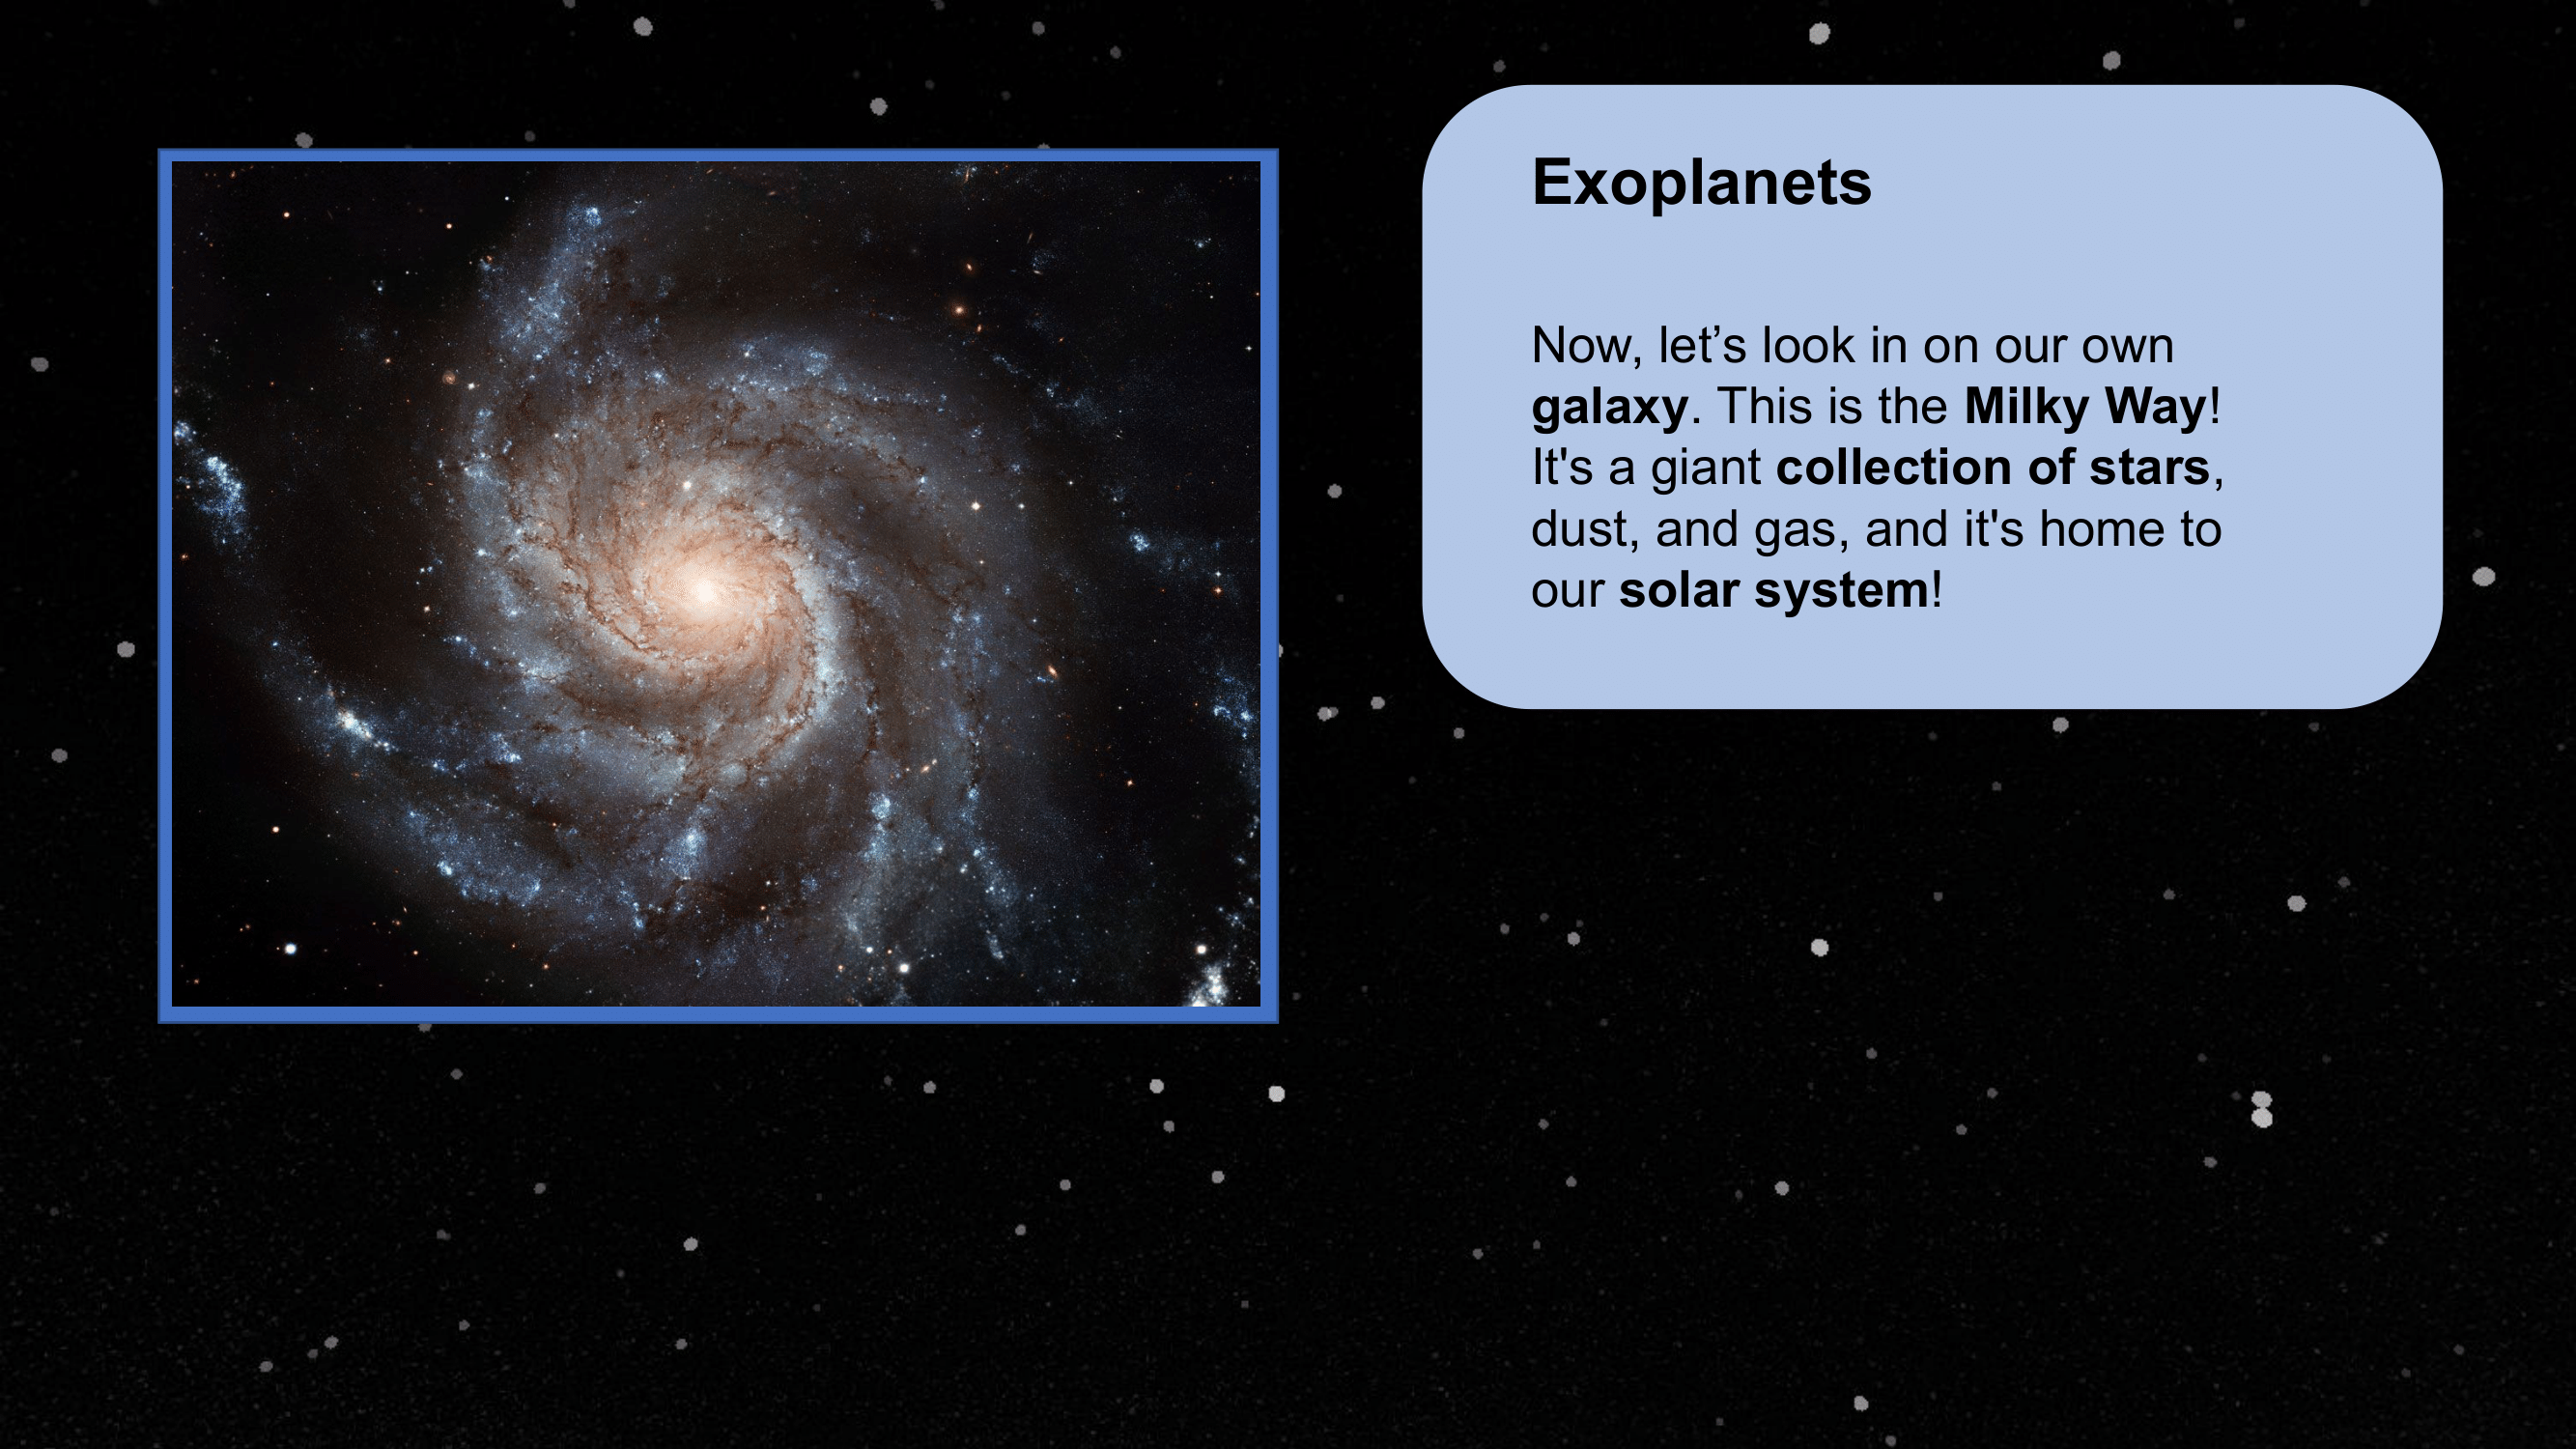 Exoplanets
Now, let’s look in on our own
galaxy. This is the Milky Way!
It's a giant collection of stars,
dust, and gas, and it's home to
our solar system!